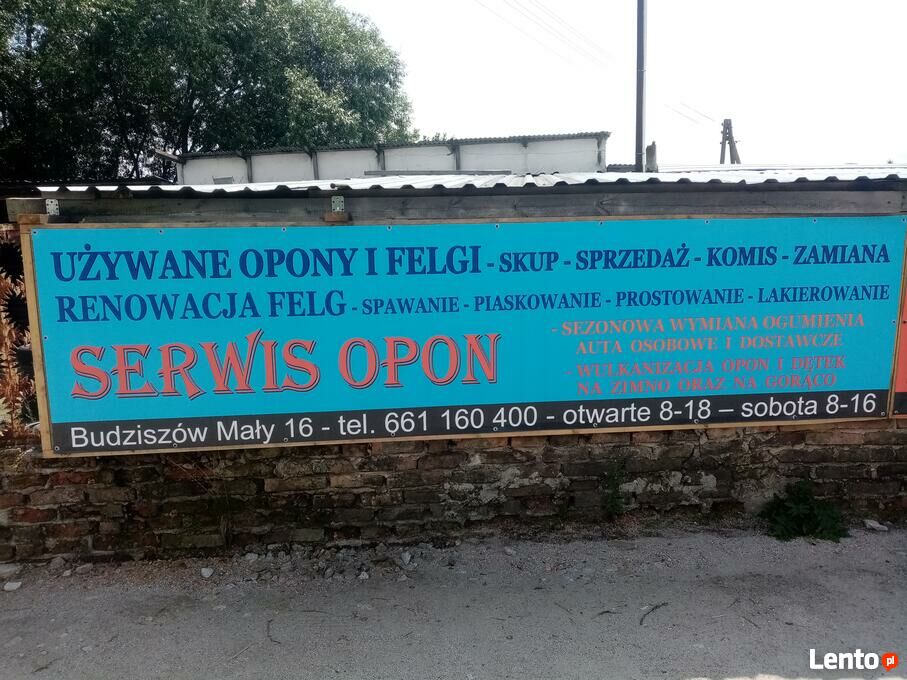 UŻYWANE OPONY I FELGI - SKUP - SPRZEDAŻ - KOMIS - ZAMIANA
RENOWACJA FELG - SPAWANIE - PIASKOWANIE - PROSTOWANIE - LAKIEROWANIE
SERWIS OPON
- SEZONOWA WYMIANA OGUMIENIA
AUTA OSOBOWE I DOSTAWCZE
- WULKANIZACJA OPON I DĘTEK
NA ZIMNO ORAZ NA GORĄCO
Budziszów Mały 16 - tel. 661 160 400 - otwarte 8-18 – sobota 8-16
Lento pl